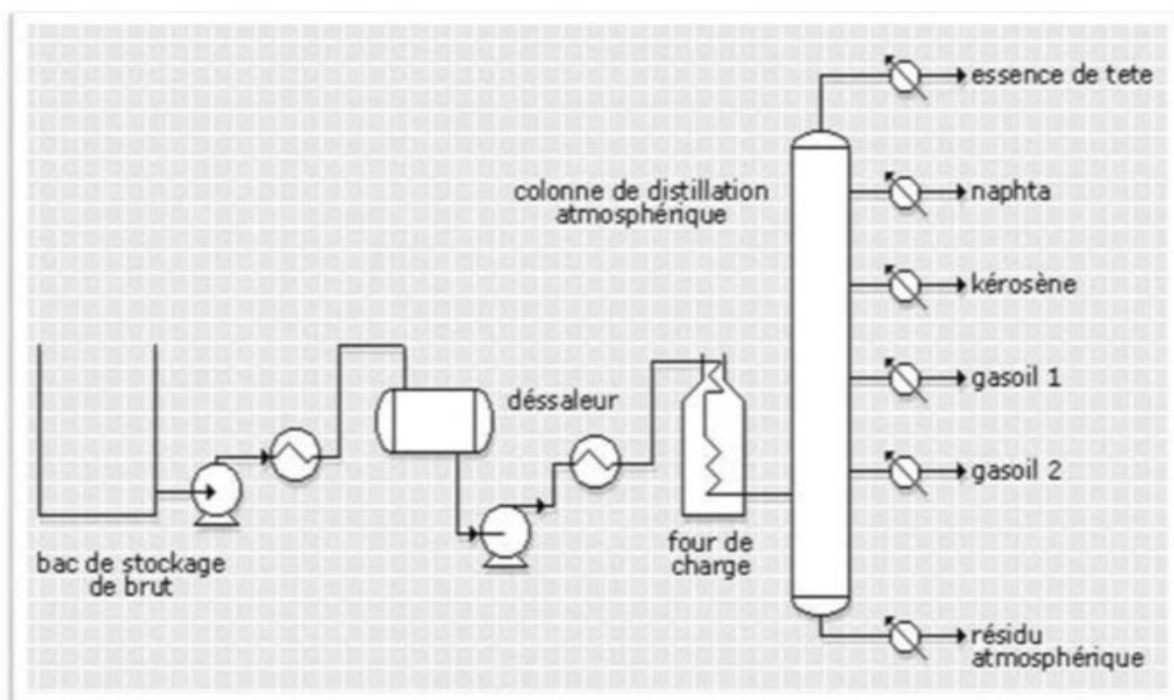 essence de tete
colonne de distillation
atmosphérique
naphta
kérosène
gasoil 1
déssaleur
gasoil 2
bac de stockage
de brut
four de
charge
résidu
atmosphérique